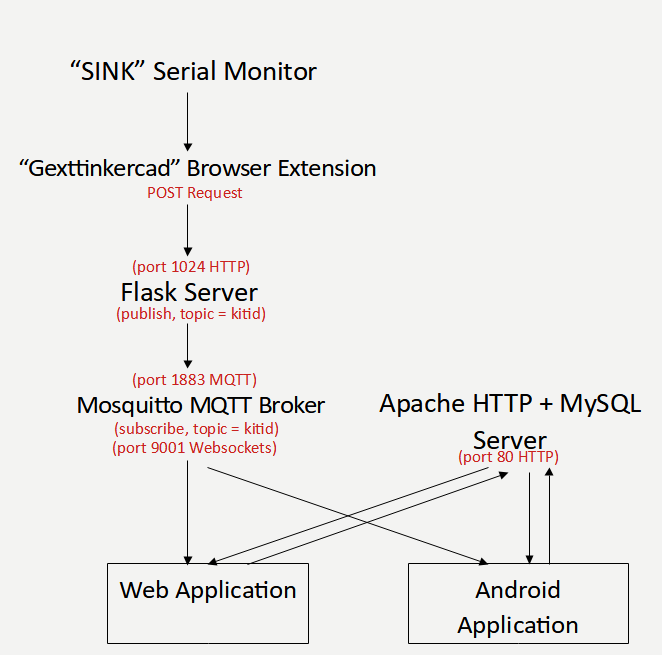 “SINK” Serial Monitor
“Gexttinkercad” Browser Extension
POST Request
(port 1024 HTTP)
Flask Server
(publish, topic = kitid)
(port 1883 MQTT)
Mosquitto MQTT Broker
(subscribe, topic = kitid)
(port 9001 Websockets)
Apache HTTP + MySQL
Server
(port 80 HTTP)
Web Application
Android
Application